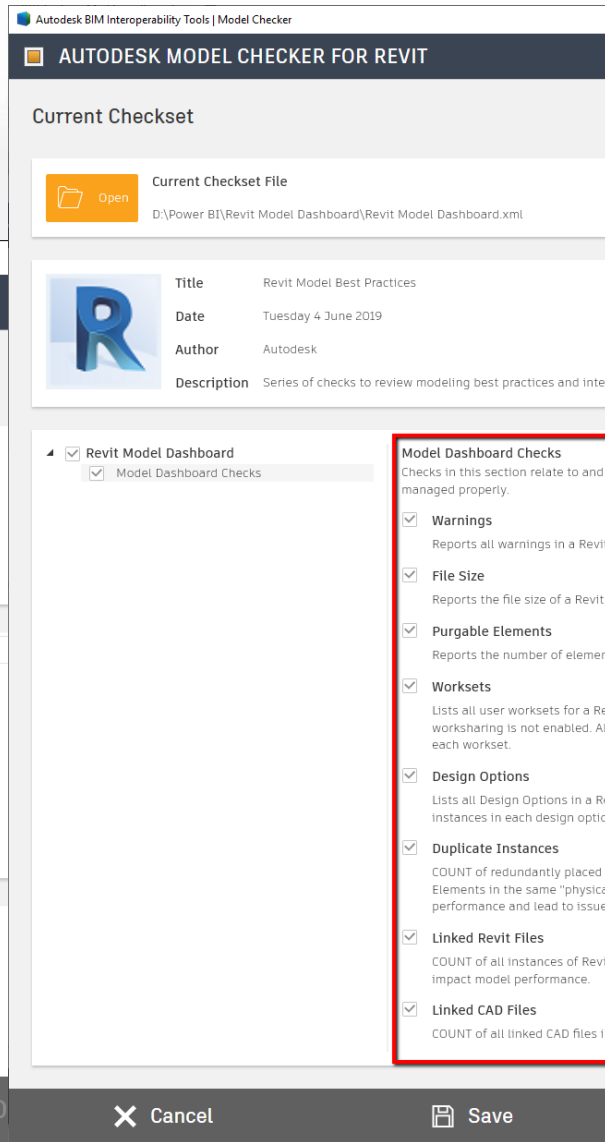 Autodesk BIM Interoperability Tools | Model Checker
AUTODESK MODEL CHECKER FOR REVIT
Current Checkset
Open
Current Checkset File
D:\Power BI\Revit Model Dashboard\Revit Model Dashboard.xml
R
Title Revit Model Best Practices
Date Tuesday 4 June 2019
Author Autodesk
Description Series of checks to review modeling best practices and inte
Revit Model Dashboard
Model Dashboard Checks
Model Dashboard Checks
Checks in this section relate to and
managed properly.
Warnings
Reports all warnings in a Revi
File Size
Reports the file size of a Revit
Purgable Elements
Reports the number of elemer
Worksets
Lists all user worksets for a Re
worksharing is not enabled. Al
each workset.
Design Options
Lists all Design Options in a Re
instances in each design optic
Duplicate Instances
COUNT of redundantly placed
Elements in the same "physica
performance and lead to issue
Linked Revit Files
COUNT of all instances of Revi
impact model performance.
Linked CAD Files
COUNT of all linked CAD files i
Cancel
Save